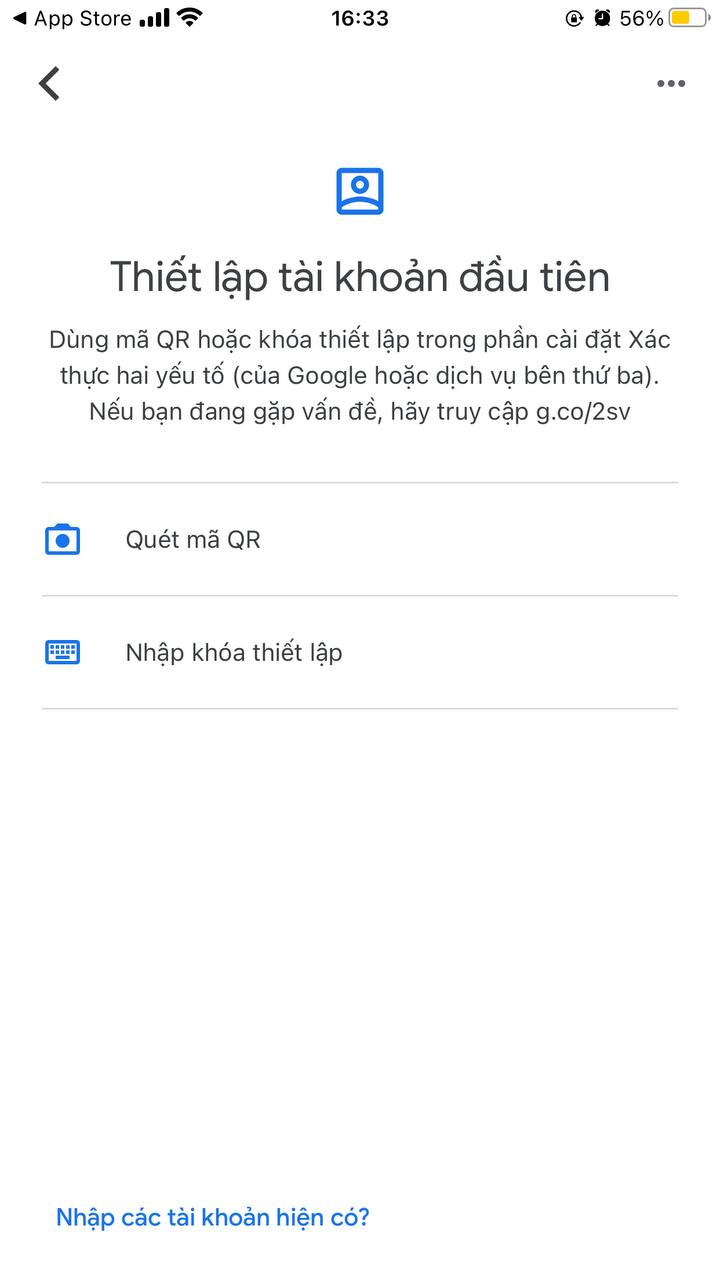 App Store 16:33 56%
Thiết lập tài khoản đầu tiên
Dùng mã QR hoặc khóa thiết lập trong phần cài đặt Xác
thực hai yếu tố (của Google hoặc dịch vụ bên thứ ba).
Nếu bạn đang gặp vấn đề, hãy truy cập g.co/2sv
Quét mã QR
Nhập khóa thiết lập
Nhập các tài khoản hiện có?